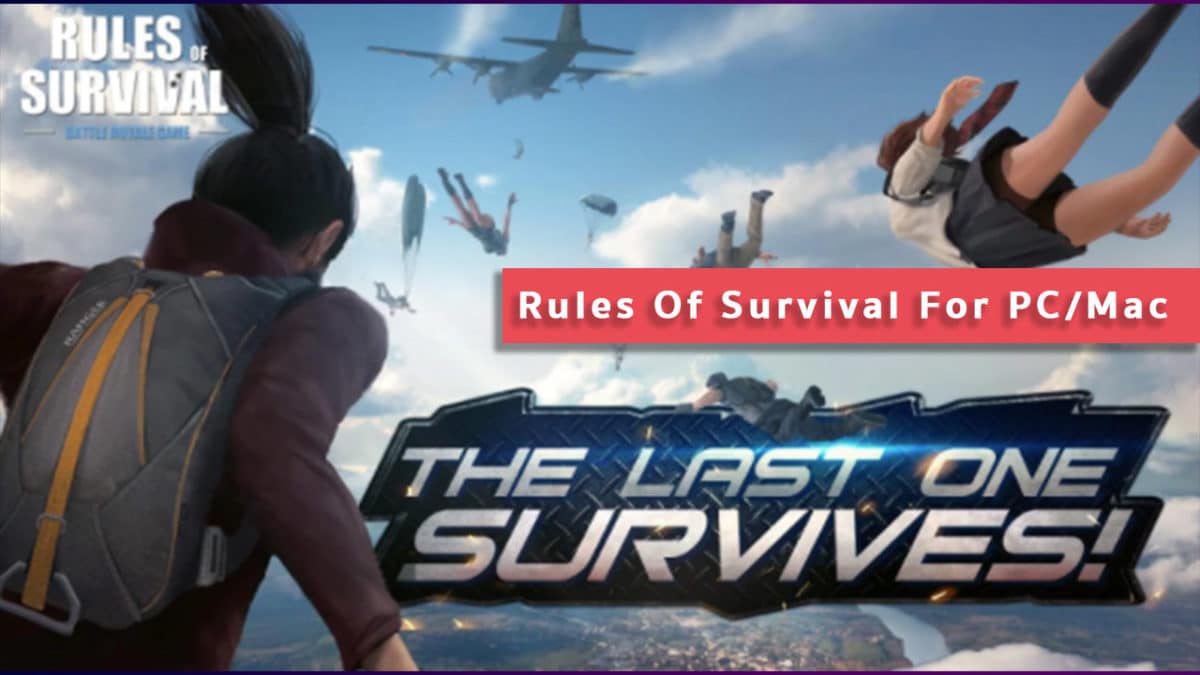 RULES OF
SURVIVAL
BATTLE ROYALE GAME
RANGER
Rules Of Survival For PC/Mac
THE LAST ONE
SURVIVES!